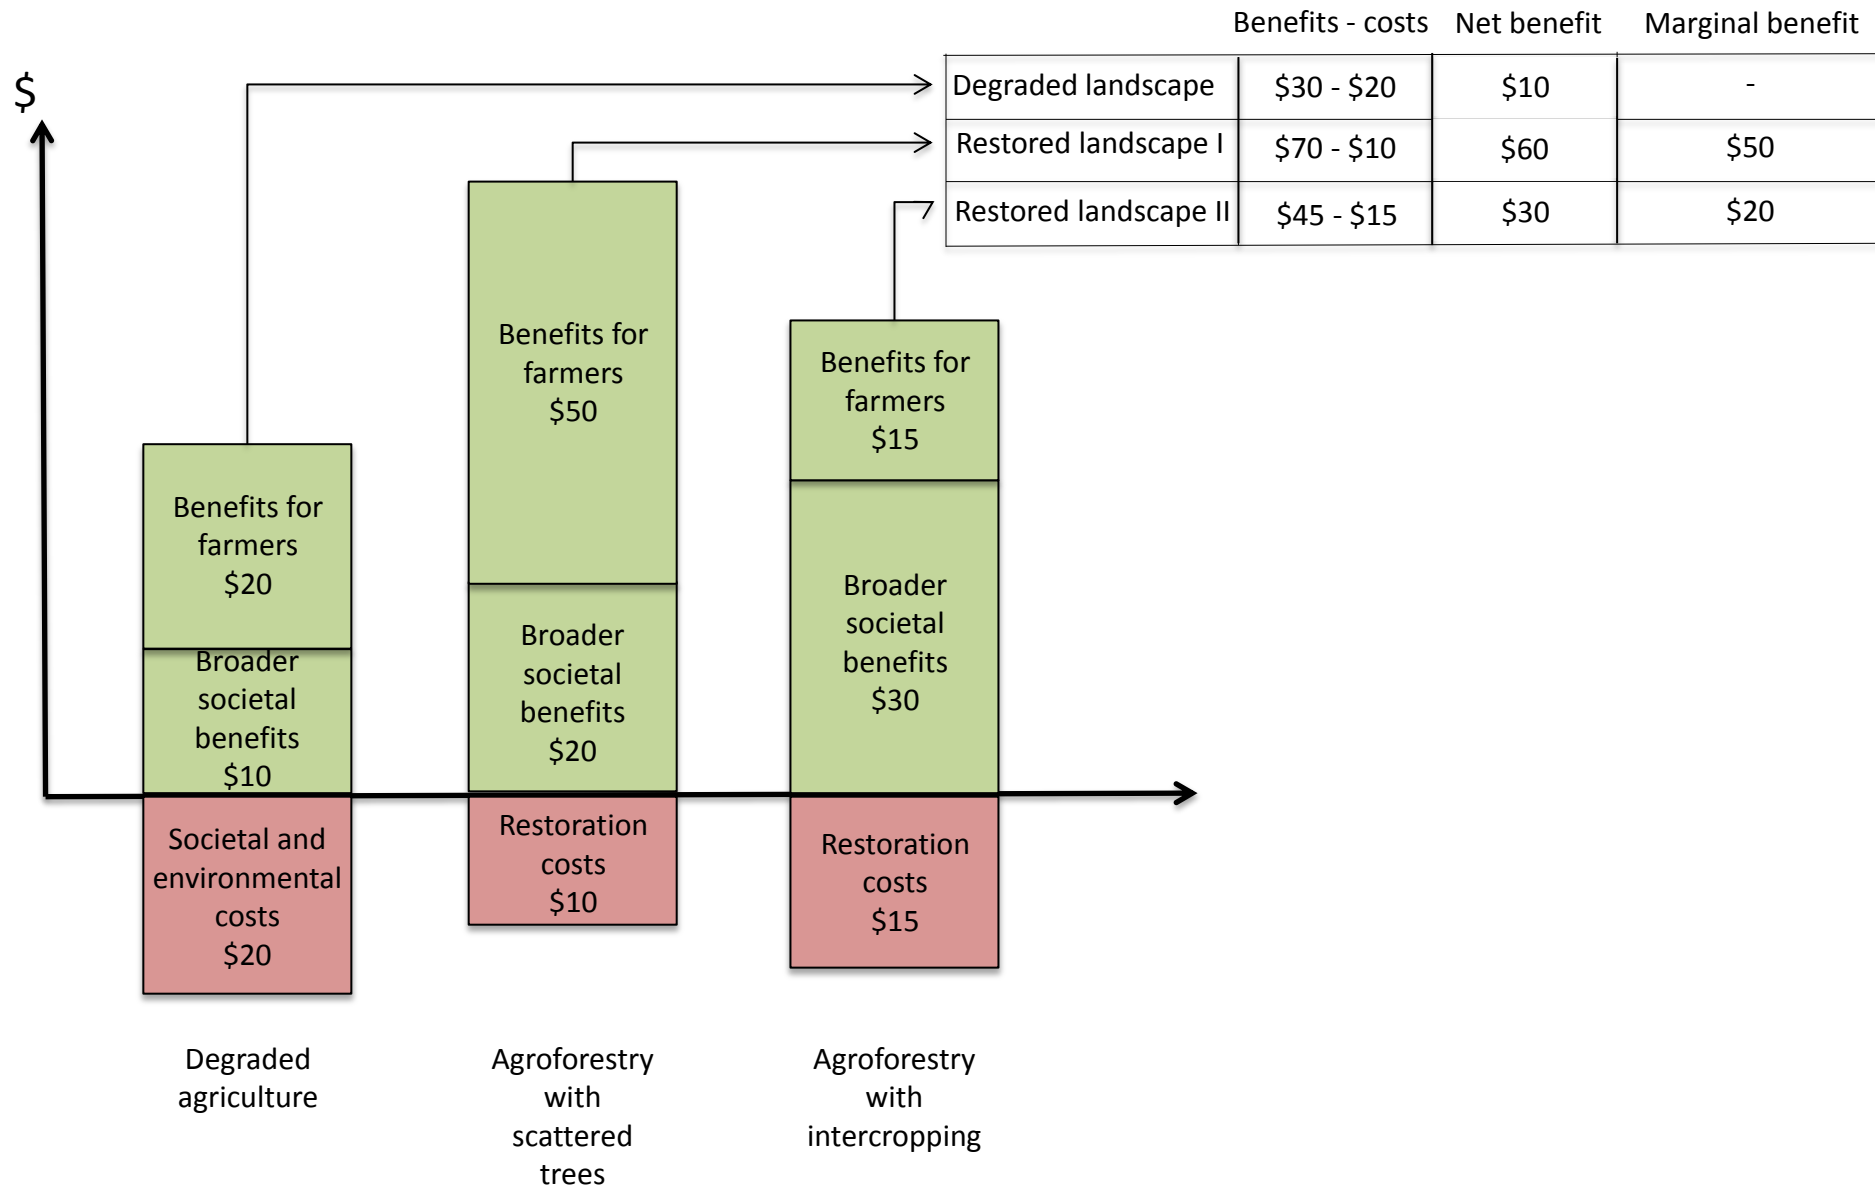 Benefits - costs Net benefit Marginal benefit
$
Degraded landscape $30 - $20 $10 -
Restored landscape I $70 - $10 $60 $50
Restored landscape II $45 - $15 $30 $20
Benefits for
farmers
$20
Broader
societal
benefits
$10
Societal and
environmental
costs
$20
Degraded
agriculture
Benefits for
farmers
$50
Broader
societal
benefits
$20
Restoration
costs
$10
Agroforestry
with
scattered
trees
Benefits for
farmers
$15
Broader
societal
benefits
$30
Restoration
costs
$15
Agroforestry
with
intercropping